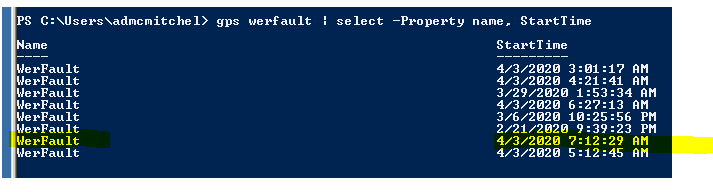 PS C:\Users\admcmitchel> gps werfault | select -Property name, StartTime
Name StartTime
---- ---------
WerFault 4/3/2020 3:01:17 AM
WerFault 4/3/2020 4:21:41 AM
WerFault 3/29/2020 1:53:34 AM
WerFault 4/3/2020 6:27:13 AM
WerFault 3/6/2020 10:25:56 PM
WerFault 2/21/2020 9:39:23 PM
WerFault 4/3/2020 7:12:29 AM
WerFault 4/3/2020 5:12:45 AM